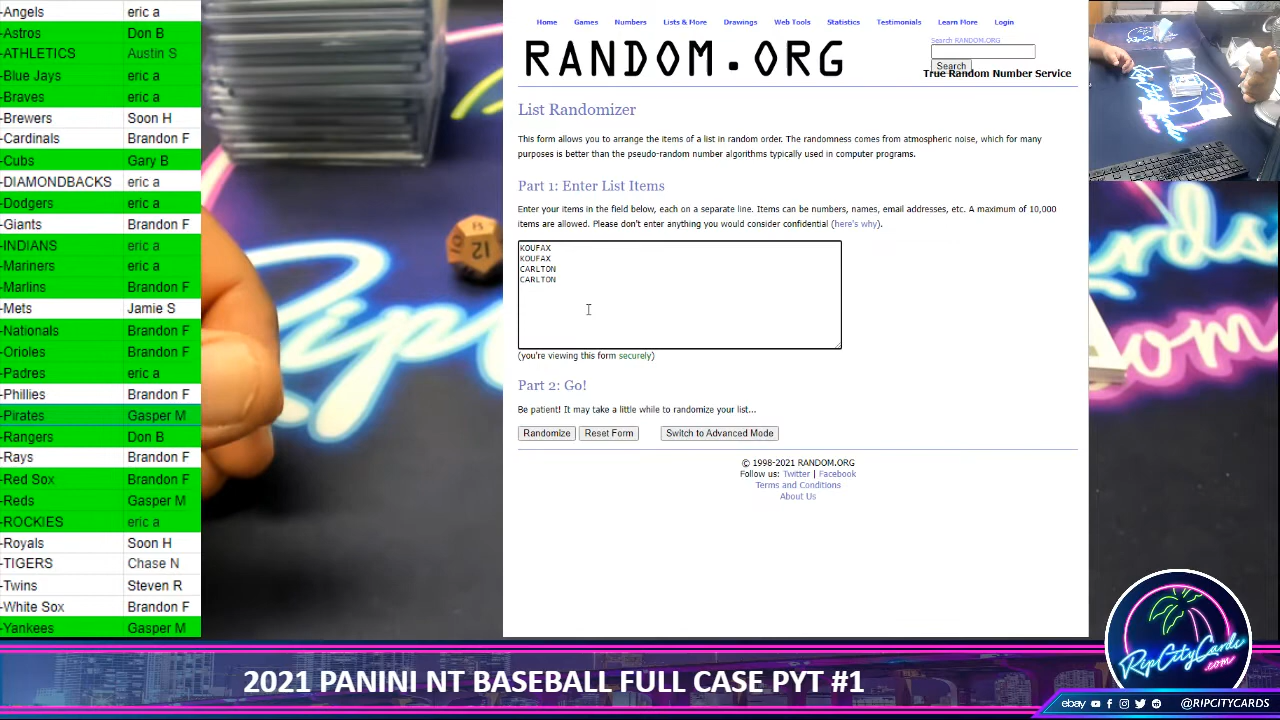 -Angels eric a
-Astros Don B
-ATHLETICS Austin S
-Blue Jays eric a
-Braves eric a
-Brewers Soon H
-Cardinals Brandon F
-Cubs Gary B
-DIAMONDBACKS eric a
-Dodgers eric a
-Giants Brandon F
-INDIANS eric a
-Mariners eric a
-Marlins Brandon F
-Mets Jamie S
-Nationals Brandon F
-Orioles Brandon F
-Padres eric a
-Phillies Brandon F
-Pirates Gasper M
-Rangers Don B
-Rays Brandon F
-Red Sox Brandon F
-Reds Gasper M
-ROCKIES eric a
-Royals Soon H
-TIGERS Chase N
-Twins Steven R
-White Sox Brandon F
-Yankees Gasper M
12
Home Games Numbers Lists & More Drawings Web Tools Statistics Testimonials Learn More Login
RANDOM.ORG
Search RANDOM.ORG
Search
True Random Number Service
List Randomizer
This form allows you to arrange the items of a list in random order. The randomness comes from atmospheric noise, which for many
purposes is better than the pseudo-random number algorithms typically used in computer programs.
Part 1: Enter List Items
Enter your items in the field below, each on a separate line. Items can be numbers, names, email addresses, etc. A maximum of 10,000
items are allowed. Please don't enter anything you would consider confidential (here's why).
KOUFAX
KOUFAX
CARLTON
CARLTON
(you're viewing this form securely)
Part 2: Go!
Be patient! It may take a little while to randomize your list...
Randomize Reset Form Switch to Advanced Mode
© 1998-2021 RANDOM.ORG
Follow us: Twitter | Facebook
Terms and Conditions
About Us
RipCityCards
.com
2021 PANINI NT BASEBALL FULL CASE PYT #1
ebay @RIPCITYCARDS